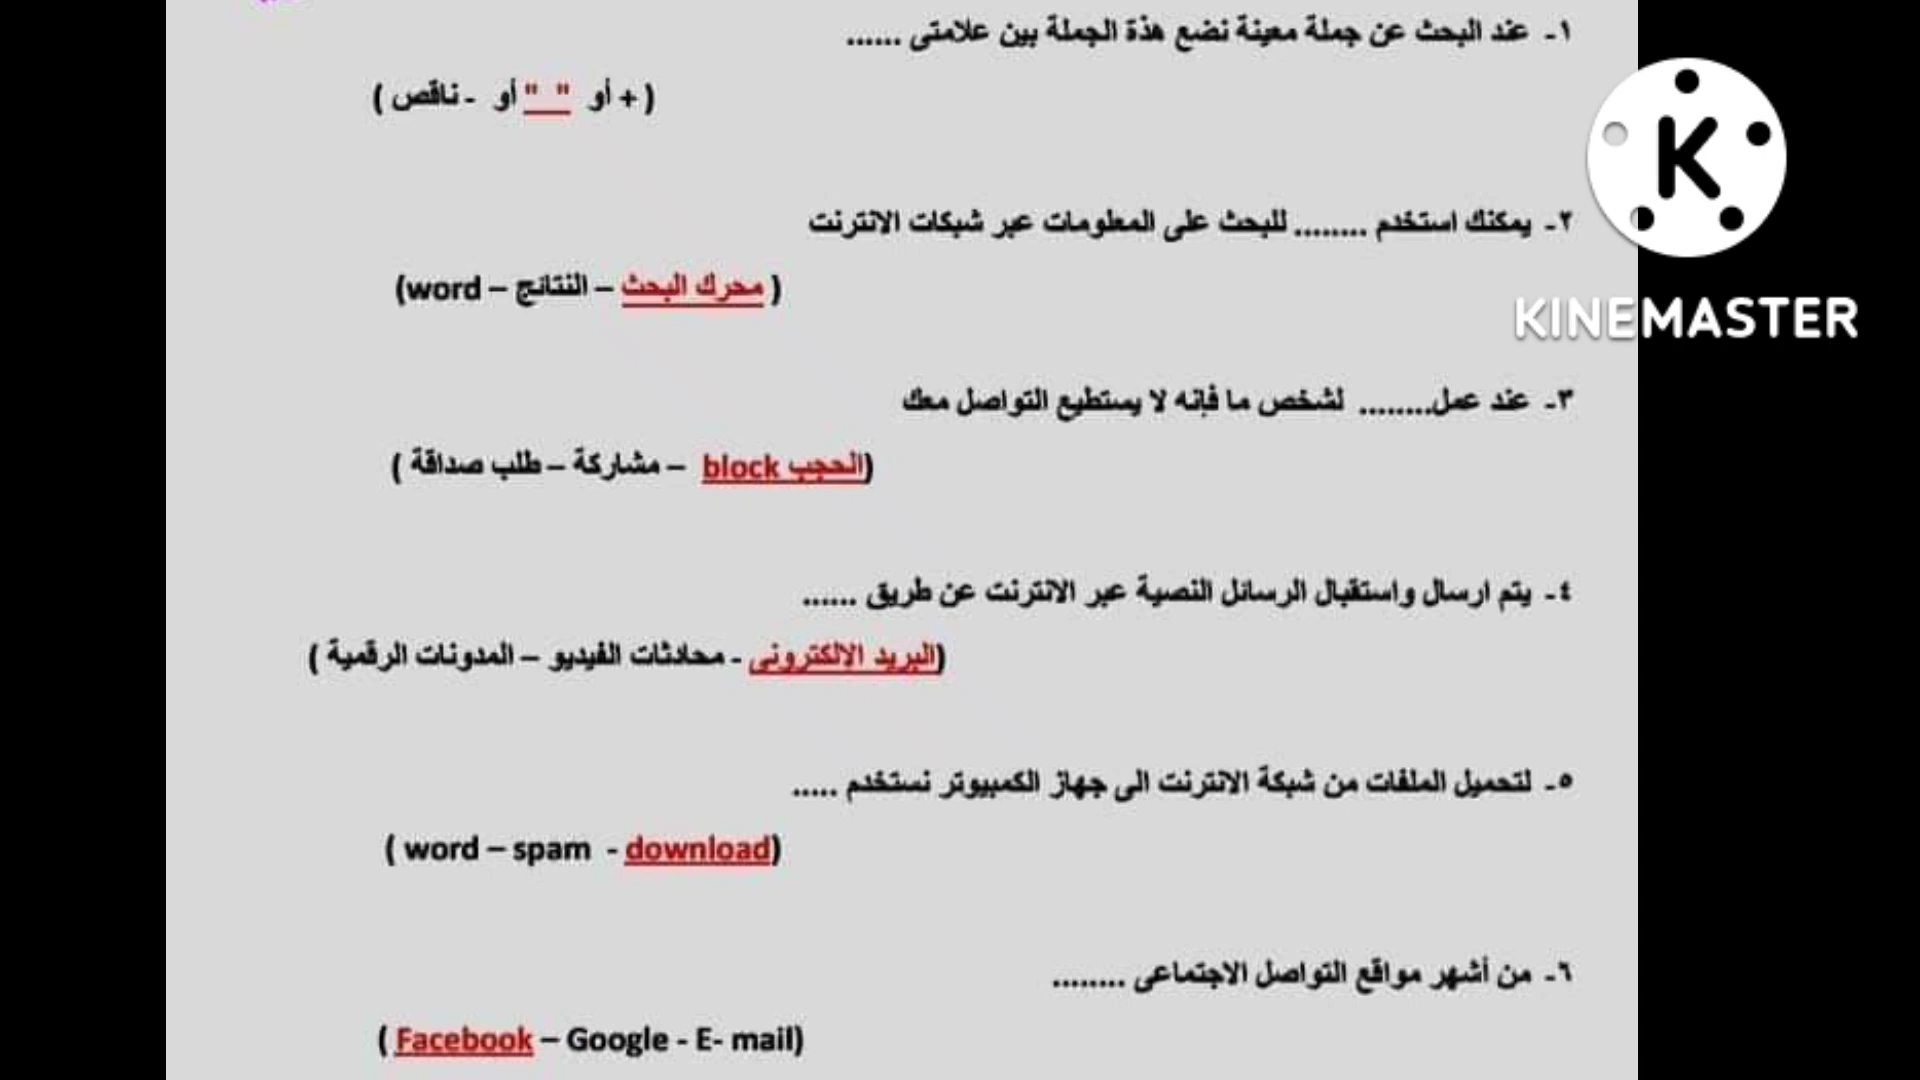 ١- عند البحث عن جملة معينة نضع هذة الجملة بين علامتى ......
( + أو " " أو - ناقص )
٢- يمكنك استخدم ........ للبحث على المعلومات عبر شبكات الانترنت
( محرك البحث – النتائج – word)
٣- عند عمل........ لشخص ما فإنه لا يستطيع التواصل معك
(الحجب block – مشاركة – طلب صداقة )
٤- يتم ارسال واستقبال الرسائل النصية عبر الانترنت عن طريق ......
(البريد الالكترونى - محادثات الفيديو – المدونات الرقمية )
٥- لتحميل الملفات من شبكة الانترنت الى جهاز الكمبيوتر نستخدم .....
( word – spam - download)
٦- من أشهر مواقع التواصل الاجتماعى ........
( Facebook – Google - E- mail)
K
KINEMASTER